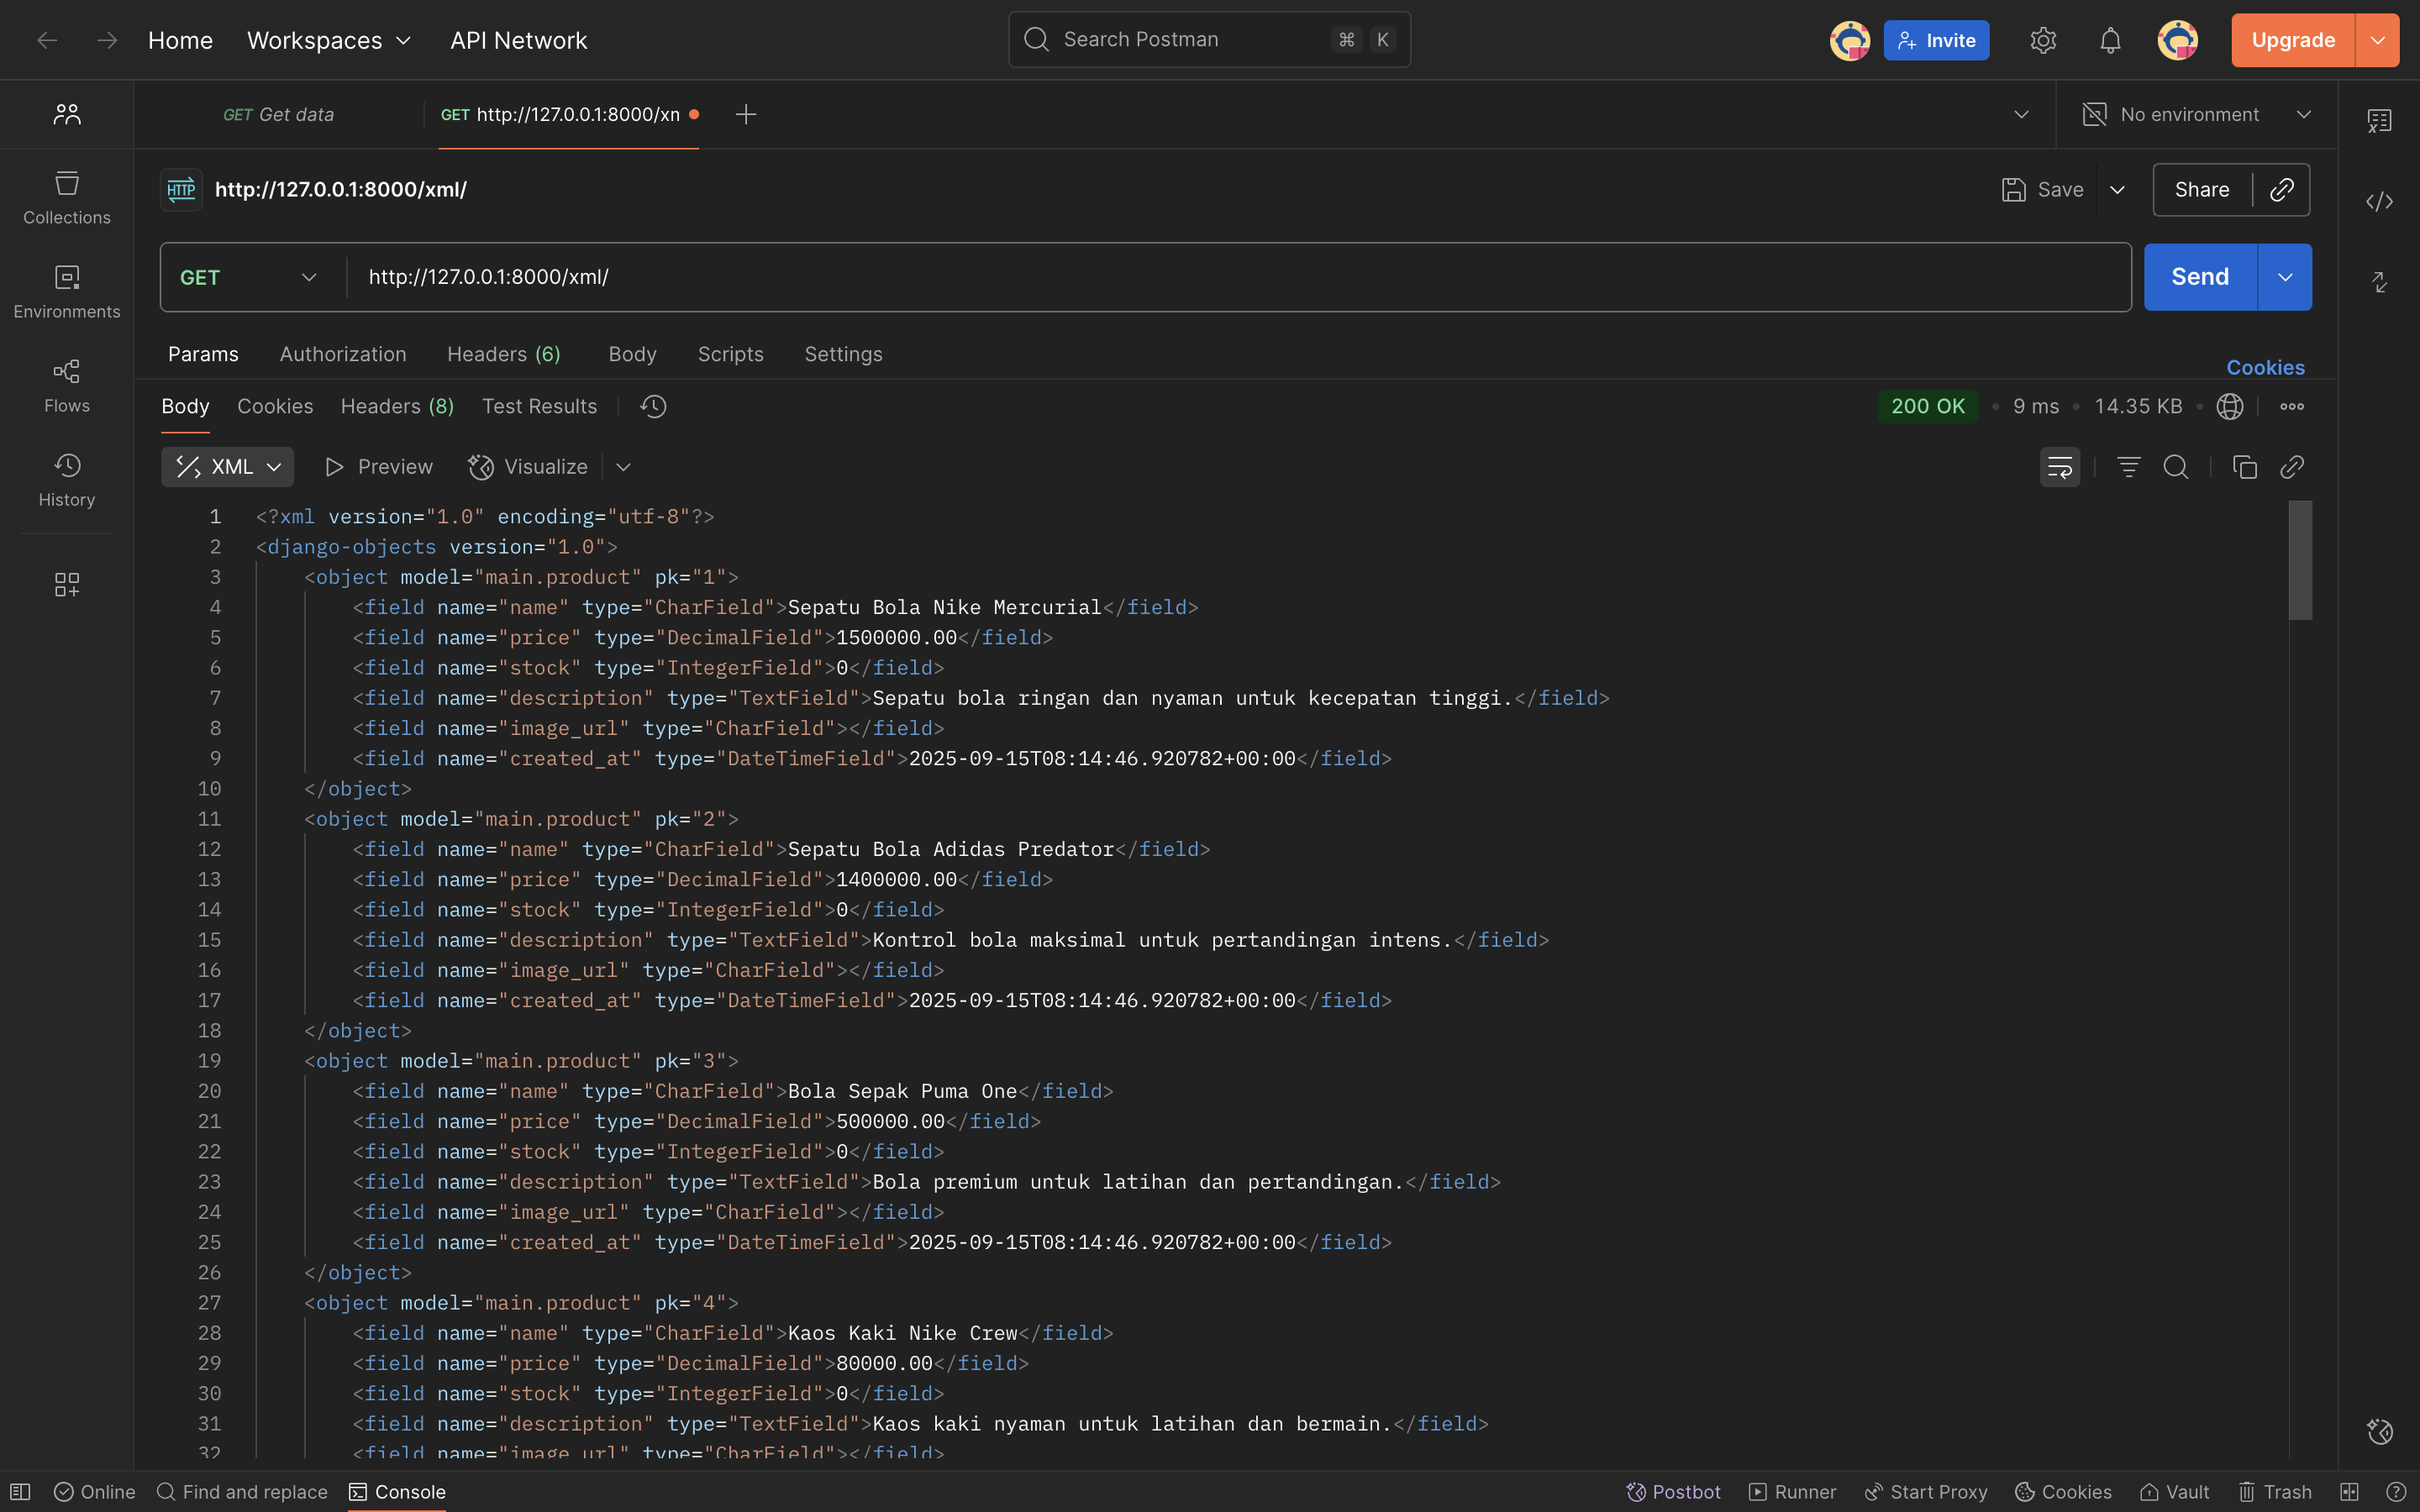 Home Workspaces API Network Search Postman ⌘ K Invite Upgrade
GET Get data GET http://127.0.0.1:8000/xn No environment
HTTP http://127.0.0.1:8000/xml/ Save Share
Collections
GET http://127.0.0.1:8000/xml/ Send
Environments
Params Authorization Headers (6) Body Scripts Settings Cookies
Flows
Body Cookies Headers (8) Test Results 200 OK • 9 ms • 14.35 KB •
XML Preview Visualize
History
1 <?xml version="1.0" encoding="utf-8"?>
2 <django-objects version="1.0">
3 <object model="main.product" pk="1">
4 <field name="name" type="CharField">Sepatu Bola Nike Mercurial</field>
5 <field name="price" type="DecimalField">1500000.00</field>
6 <field name="stock" type="IntegerField">0</field>
7 <field name="description" type="TextField">Sepatu bola ringan dan nyaman untuk kecepatan tinggi.</field>
8 <field name="image_url" type="CharField"></field>
9 <field name="created_at" type="DateTimeField">2025-09-15T08:14:46.920782+00:00</field>
10 </object>
11 <object model="main.product" pk="2">
12 <field name="name" type="CharField">Sepatu Bola Adidas Predator</field>
13 <field name="price" type="DecimalField">1400000.00</field>
14 <field name="stock" type="IntegerField">0</field>
15 <field name="description" type="TextField">Kontrol bola maksimal untuk pertandingan intens.</field>
16 <field name="image_url" type="CharField"></field>
17 <field name="created_at" type="DateTimeField">2025-09-15T08:14:46.920782+00:00</field>
18 </object>
19 <object model="main.product" pk="3">
20 <field name="name" type="CharField">Bola Sepak Puma One</field>
21 <field name="price" type="DecimalField">500000.00</field>
22 <field name="stock" type="IntegerField">0</field>
23 <field name="description" type="TextField">Bola premium untuk latihan dan pertandingan.</field>
24 <field name="image_url" type="CharField"></field>
25 <field name="created_at" type="DateTimeField">2025-09-15T08:14:46.920782+00:00</field>
26 </object>
27 <object model="main.product" pk="4">
28 <field name="name" type="CharField">Kaos Kaki Nike Crew</field>
29 <field name="price" type="DecimalField">80000.00</field>
30 <field name="stock" type="IntegerField">0</field>
31 <field name="description" type="TextField">Kaos kaki nyaman untuk latihan dan bermain.</field>
32 <field name="image_url" type="CharField"></field>
Online Find and replace Console Postbot Runner Start Proxy Cookies Vault Trash